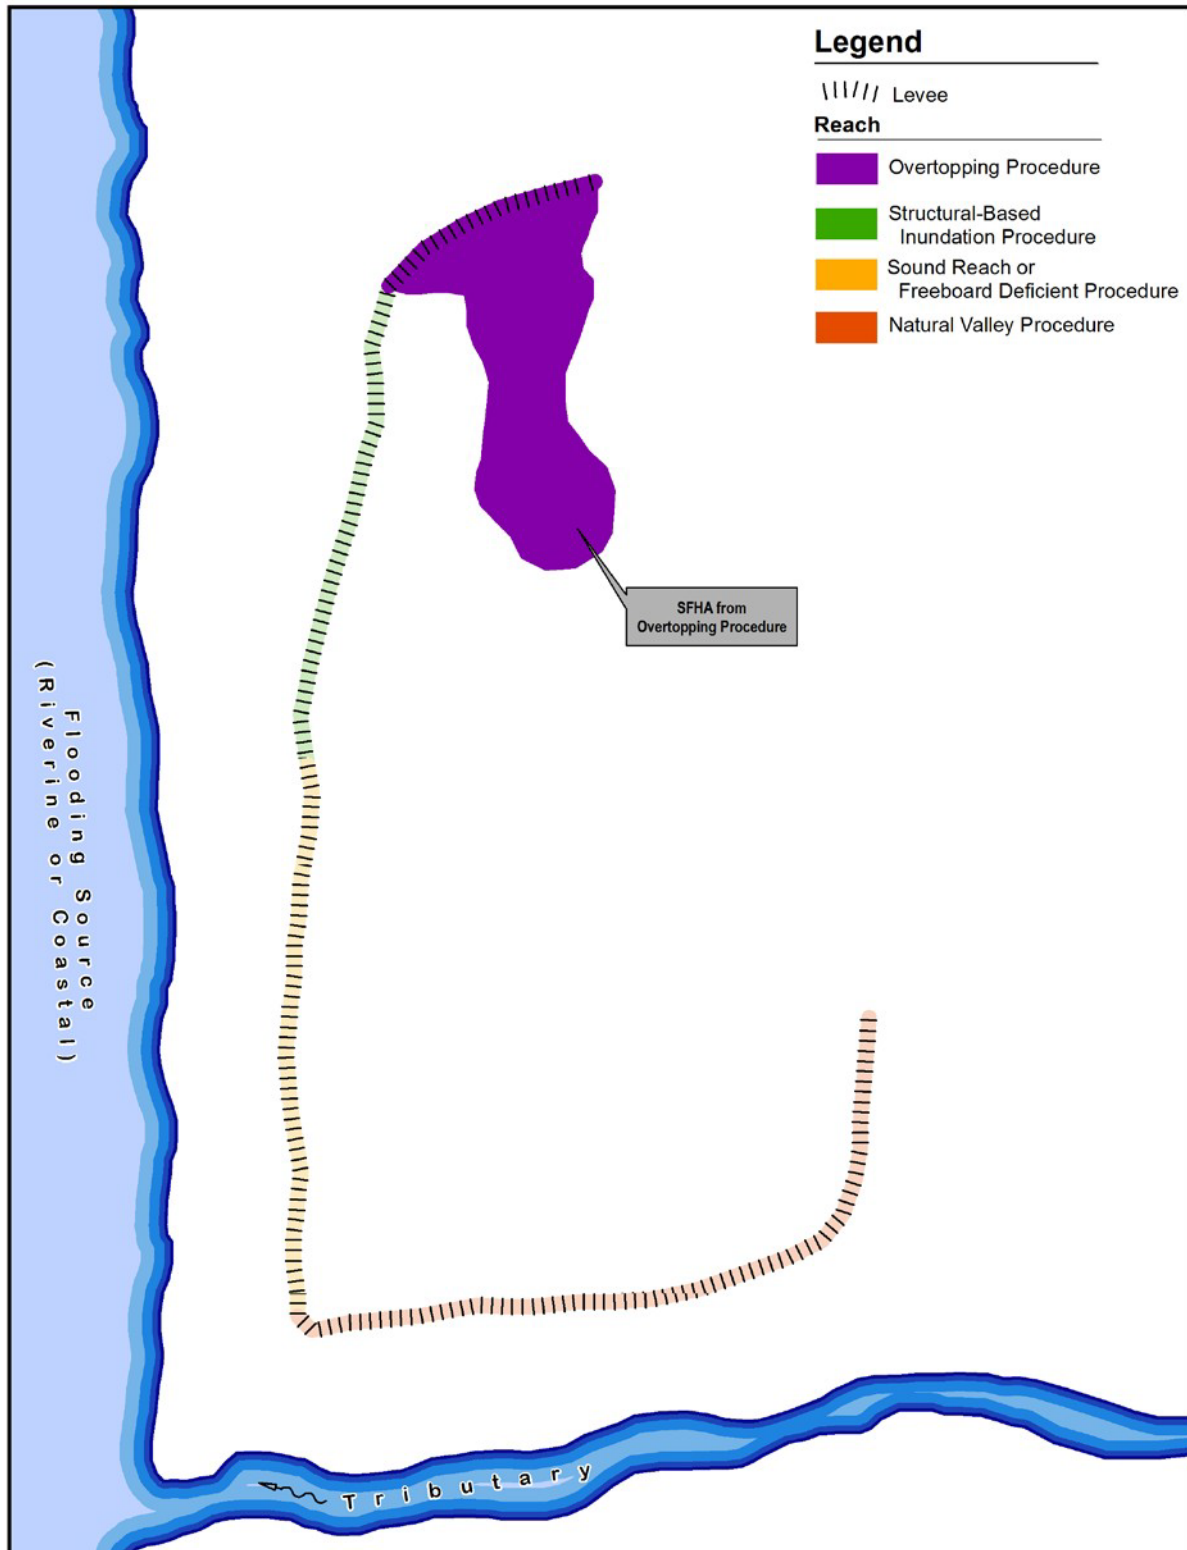 Legend
Levee
Reach
Overtopping Procedure
Structural-Based
Inundation Procedure
Sound Reach or
Freeboard Deficient Procedure
Natural Valley Procedure
SFHA from
Overtopping Procedure
Flooding Source
(Riverine or Coastal)
Tributary